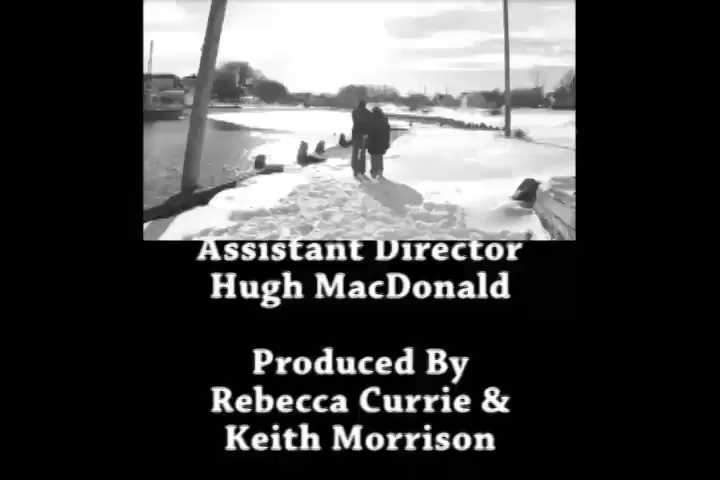 Assistant Director
Hugh MacDonald
Produced By
Rebecca Currie &
Keith Morrison